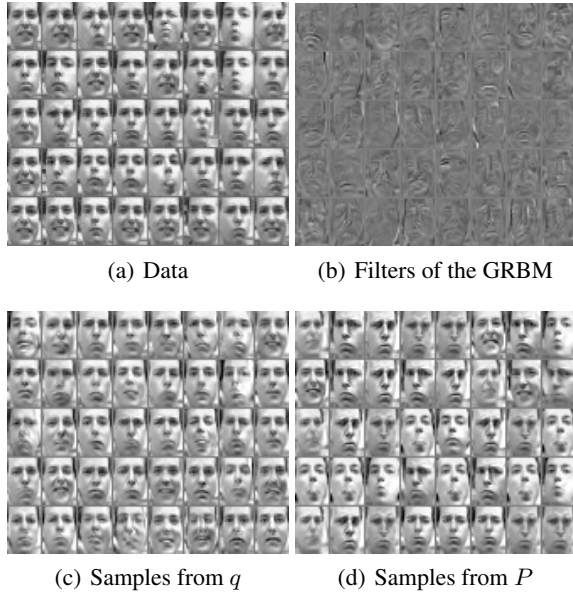 (a) Data
(b) Filters of the GRBM
(c) Samples from q
(d) Samples from P